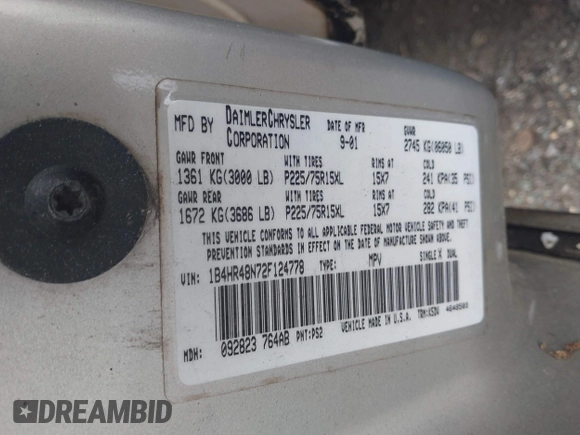 MFD BY DAIMLERCHRYSLER CORPORATION DATE OF MFR 9-01 GVWR 2745 KG(06050 LB)
GAWR FRONT WITH TIRES RIMS AT COLD
1361 KG(3000 LB) P225/75R15XL 15X7 241 KPA(35 PSI)
GAWR REAR WITH TIRES RIMS AT COLD
1672 KG(3686 LB) P225/75R15XL 15X7 282 KPA(41 PSI)
THIS VEHICLE CONFORMS TO ALL APPLICABLE FEDERAL MOTOR VEHICLE SAFETY AND THEFT
PREVENTION STANDARDS IN EFFECT ON THE DATE OF MANUFACTURE SHOWN ABOVE.
VIN: 1B4HR48N72F124778 TYPE: MPV SINGLE X DUAL
MDH: 092823 764AB PNT:PS2 VEHICLE MADE IN U.S.A.
DREAMBID